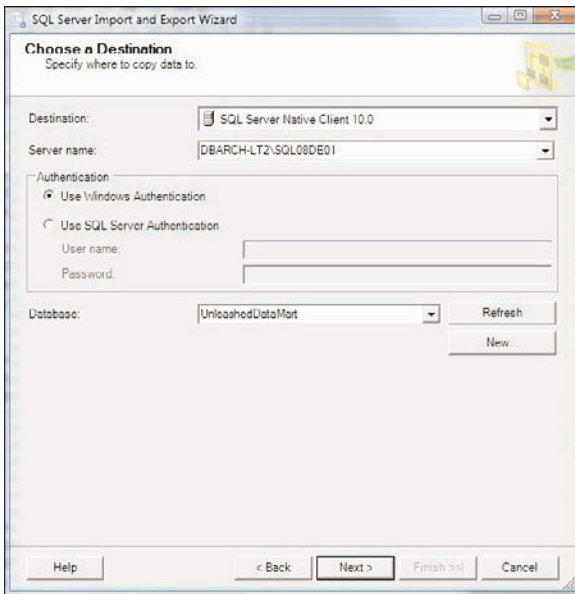 SQL Server Import and Export Wizard
Choose a Destination
Specify where to copy data to.
Destination: SQL Server Native Client 10.0
Server name: DBARCH-LT2\SQL08DE01
Authentication
Use Windows Authentication
Use SQL Server Authentication
User name:
Password:
Database: UnleashedDataMart Refresh
New...
Help < Back Next > Finish >>| Cancel